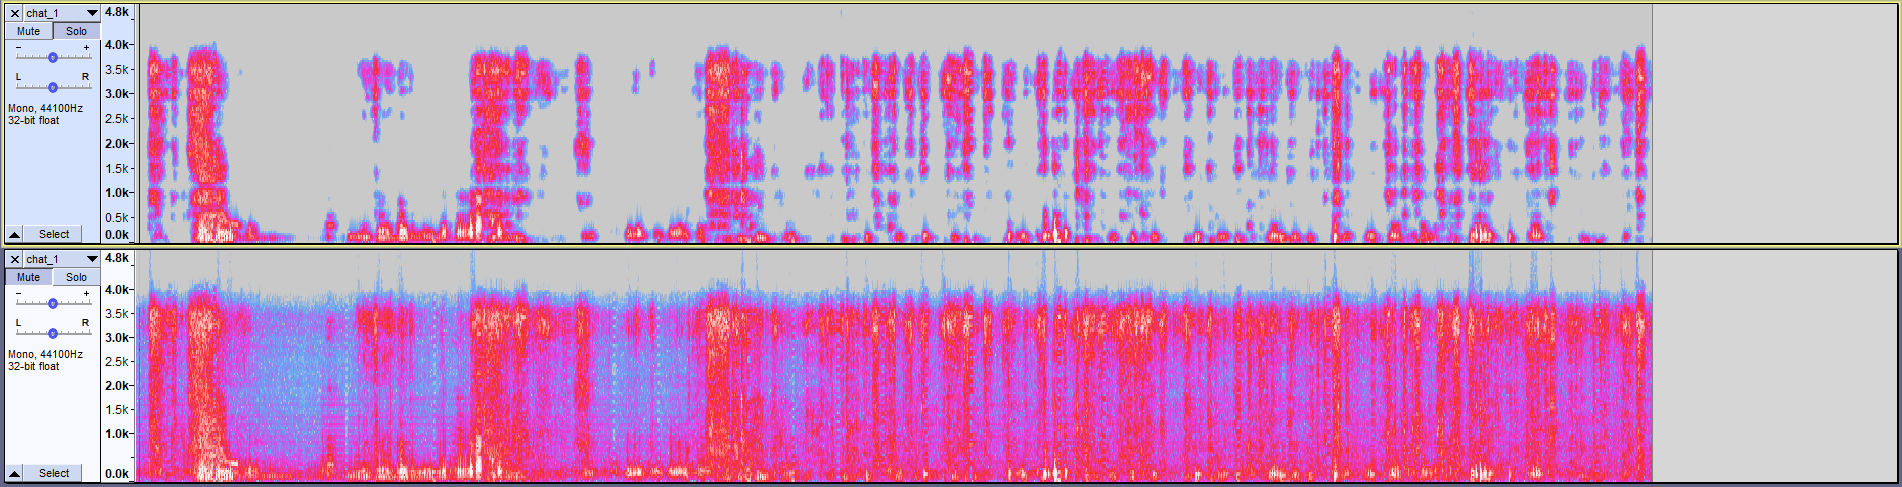 chat_1
Mute Solo
- +
L R
Mono, 44100Hz
32-bit float
Select
4.8k
4.0k
3.5k
3.0k
2.5k
2.0k
1.5k
1.0k
0.5k
0.0k
chat_1
Mute Solo
- +
L R
Mono, 44100Hz
32-bit float
Select
4.8k
4.0k
3.5k
3.0k
2.5k
2.0k
1.5k
1.0k
0.0k